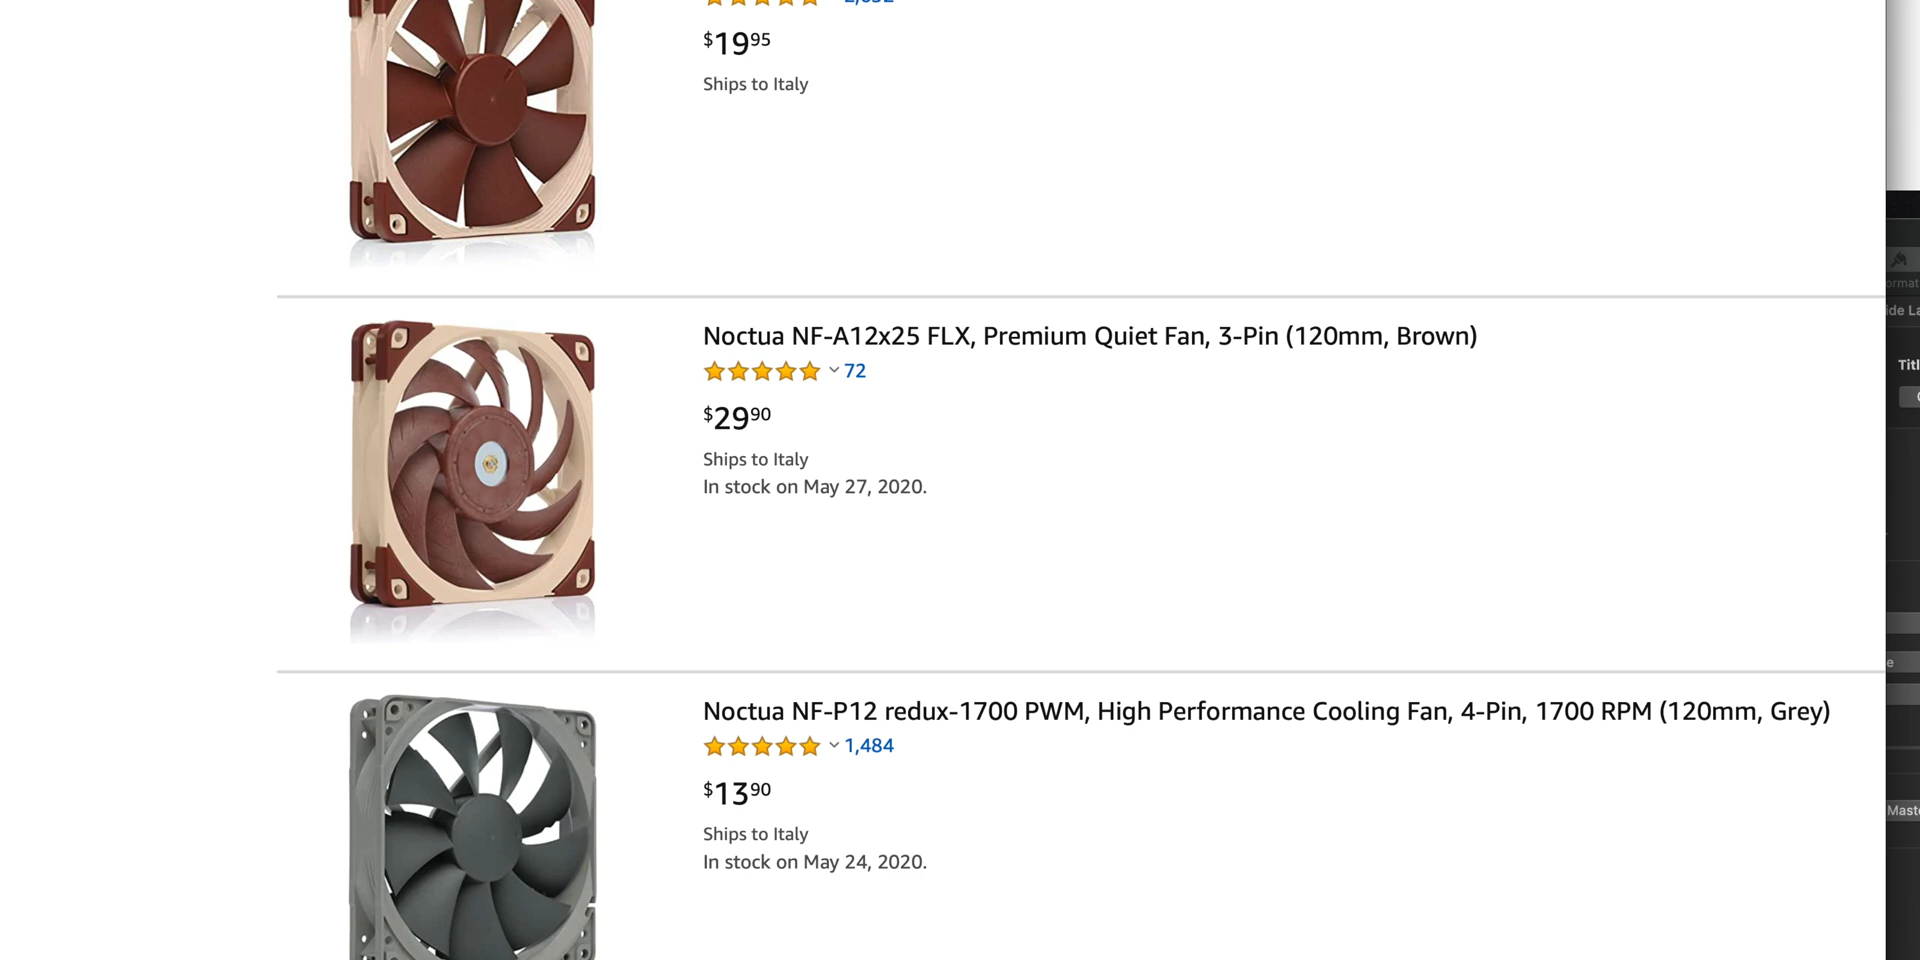 $19.95
Ships to Italy
Noctua NF-A12x25 FLX, Premium Quiet Fan, 3-Pin (120mm, Brown)
72
$29.90
Ships to Italy
In stock on May 27, 2020.
Noctua NF-P12 redux-1700 PWM, High Performance Cooling Fan, 4-Pin, 1700 RPM (120mm, Grey)
1,484
$13.90
Ships to Italy
In stock on May 24, 2020.